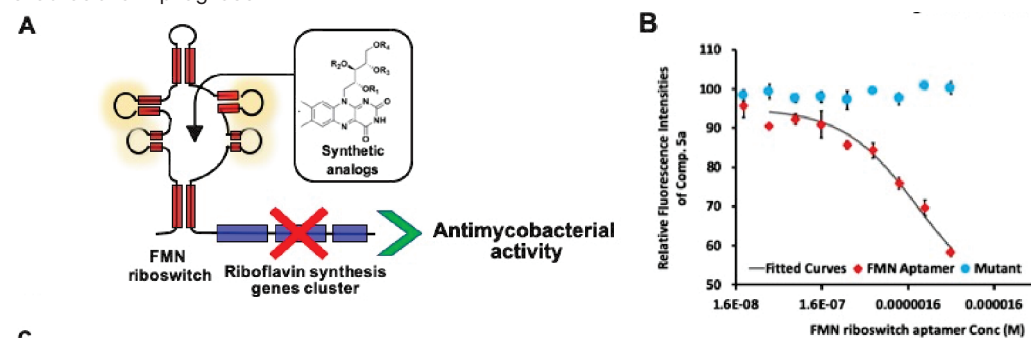 A
OR₄
R₂O
OR₃
OR₁
N
N
O
N
NH
O
Synthetic
analogs
FMN
riboswitch
Riboflavin synthesis
genes cluster
Antimycobacterial
activity
B
Relative Fluorescence Intensities
of Comp. 5a
110
100
90
80
70
60
50
Fitted Curves
FMN Aptamer
Mutant
1.6E-08
1.6E-07
0.0000016
0.000016
FMN riboswitch aptamer Conc (M)